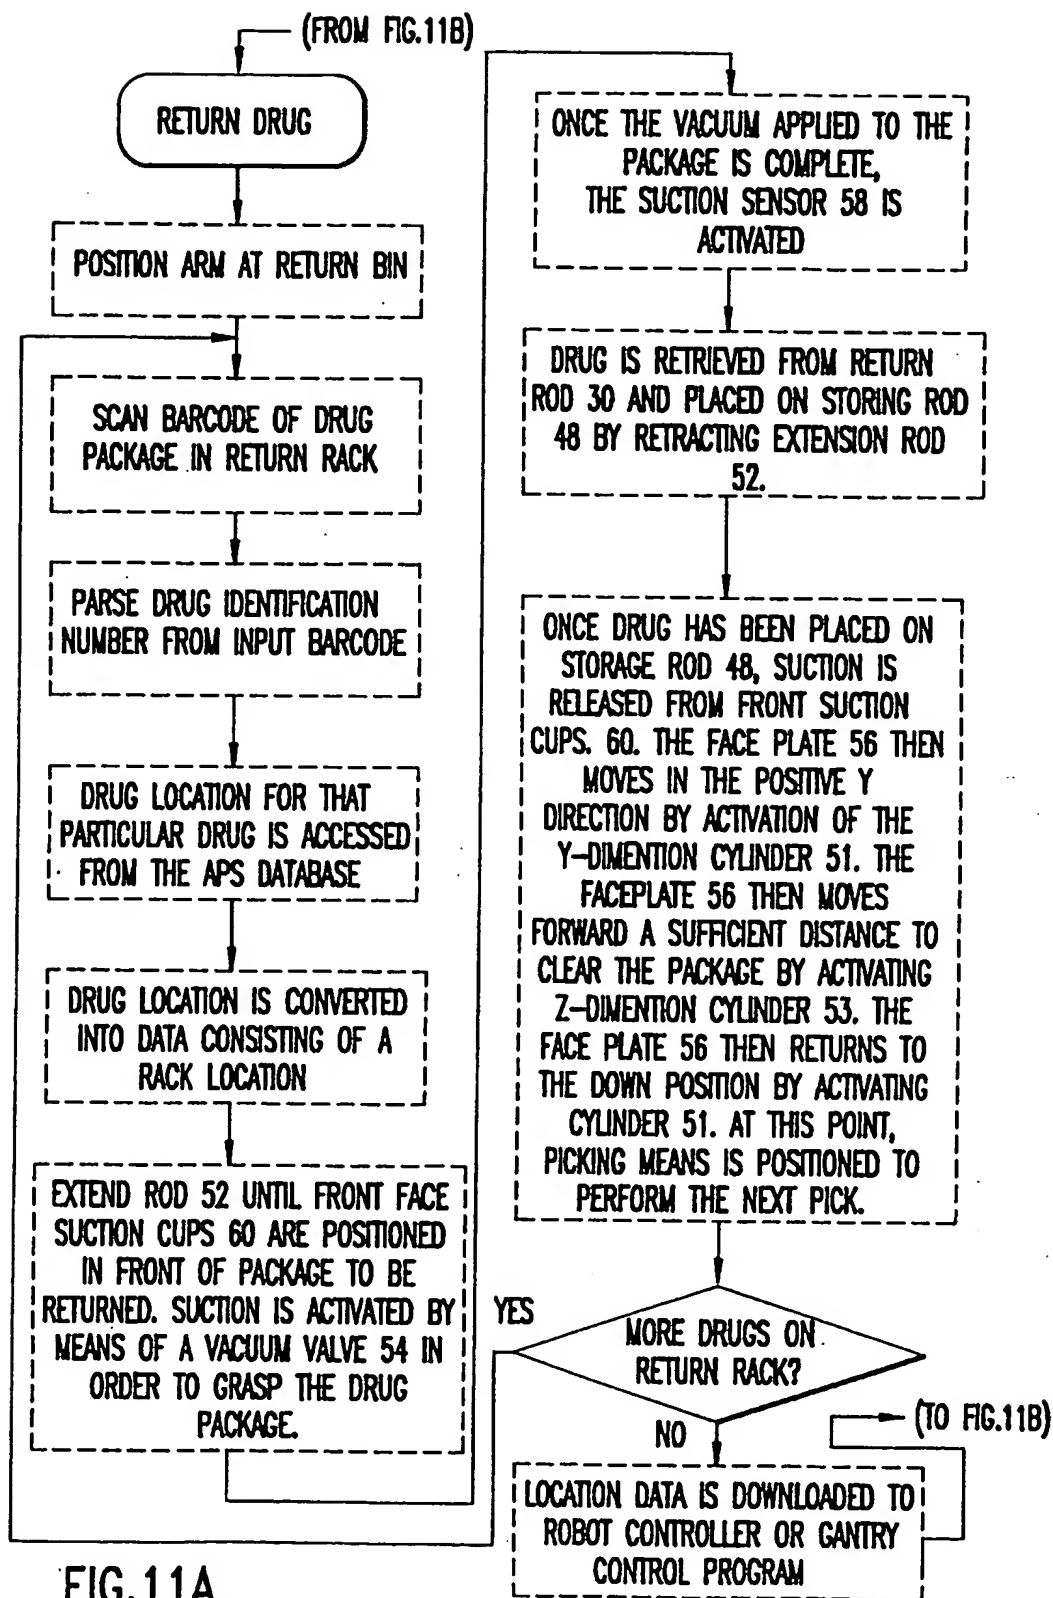 (FROM FIG.11B)
RETURN DRUG
POSITION ARM AT RETURN BIN
SCAN BARCODE OF DRUG
PACKAGE IN RETURN RACK
PARSE DRUG IDENTIFICATION
NUMBER FROM INPUT BARCODE
DRUG LOCATION FOR THAT
PARTICULAR DRUG IS ACCESSED
FROM THE APS DATABASE
DRUG LOCATION IS CONVERTED
INTO DATA CONSISTING OF A
RACK LOCATION
EXTEND ROD 52 UNTIL FRONT FACE
SUCTION CUPS 60 ARE POSITIONED
IN FRONT OF PACKAGE TO BE
RETURNED. SUCTION IS ACTIVATED BY
MEANS OF A VACUUM VALVE 54 IN
ORDER TO GRASP THE DRUG
PACKAGE.
ONCE THE VACUUM APPLIED TO THE
PACKAGE IS COMPLETE,
THE SUCTION SENSOR 58 IS
ACTIVATED
DRUG IS RETRIEVED FROM RETURN
ROD 30 AND PLACED ON STORING ROD
48 BY RETRACTING EXTENSION ROD
52.
ONCE DRUG HAS BEEN PLACED ON
STORAGE ROD 48, SUCTION IS
RELEASED FROM FRONT SUCTION
CUPS. 60. THE FACE PLATE 56 THEN
MOVES IN THE POSITIVE Y
DIRECTION BY ACTIVATION OF THE
Y-DIMENTION CYLINDER 51. THE
FACEPLATE 56 THEN MOVES
FORWARD A SUFFICIENT DISTANCE TO
CLEAR THE PACKAGE BY ACTIVATING
Z-DIMENTION CYLINDER 53. THE
FACE PLATE 56 THEN RETURNS TO
THE DOWN POSITION BY ACTIVATING
CYLINDER 51. AT THIS POINT,
PICKING MEANS IS POSITIONED TO
PERFORM THE NEXT PICK.
YES
MORE DRUGS ON
RETURN RACK?
NO
(TO FIG.11B)
LOCATION DATA IS DOWNLOADED TO
ROBOT CONTROLLER OR GANTRY
CONTROL PROGRAM
FIG.11A